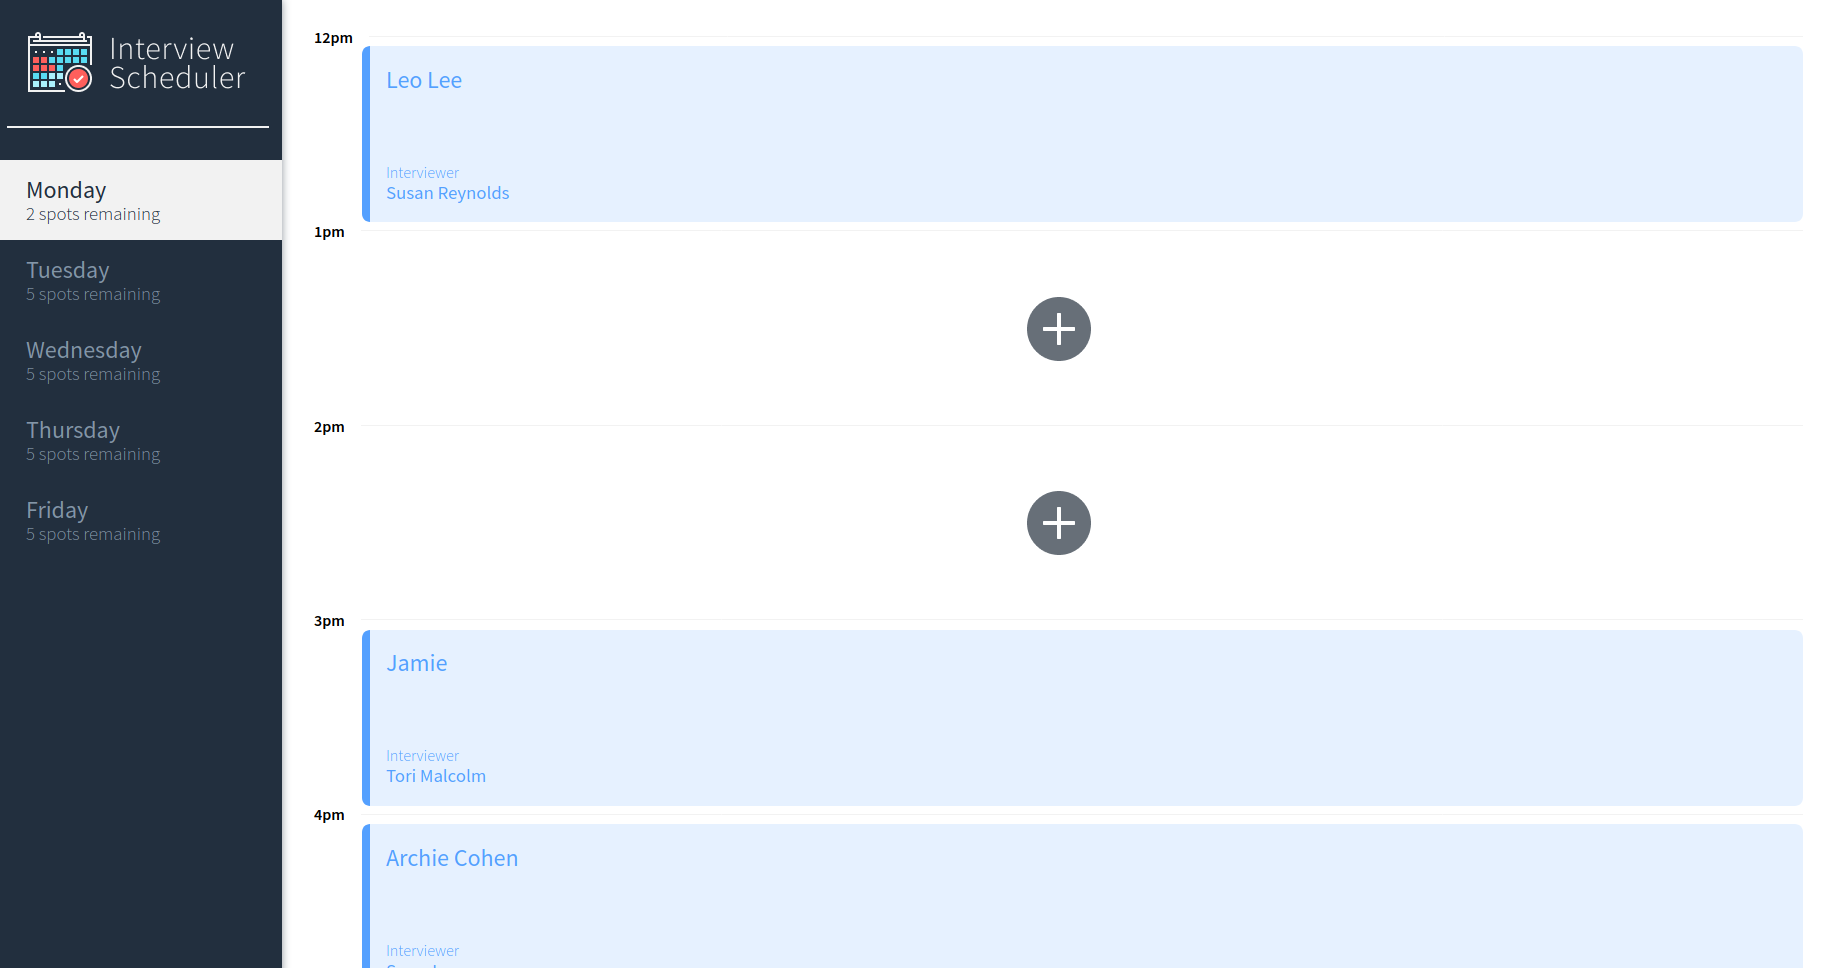 Interview
Scheduler
Monday
2 spots remaining
Tuesday
5 spots remaining
Wednesday
5 spots remaining
Thursday
5 spots remaining
Friday
5 spots remaining
12pm
Leo Lee
Interviewer
Susan Reynolds
1pm
2pm
3pm
Jamie
Interviewer
Tori Malcolm
4pm
Archie Cohen
Interviewer